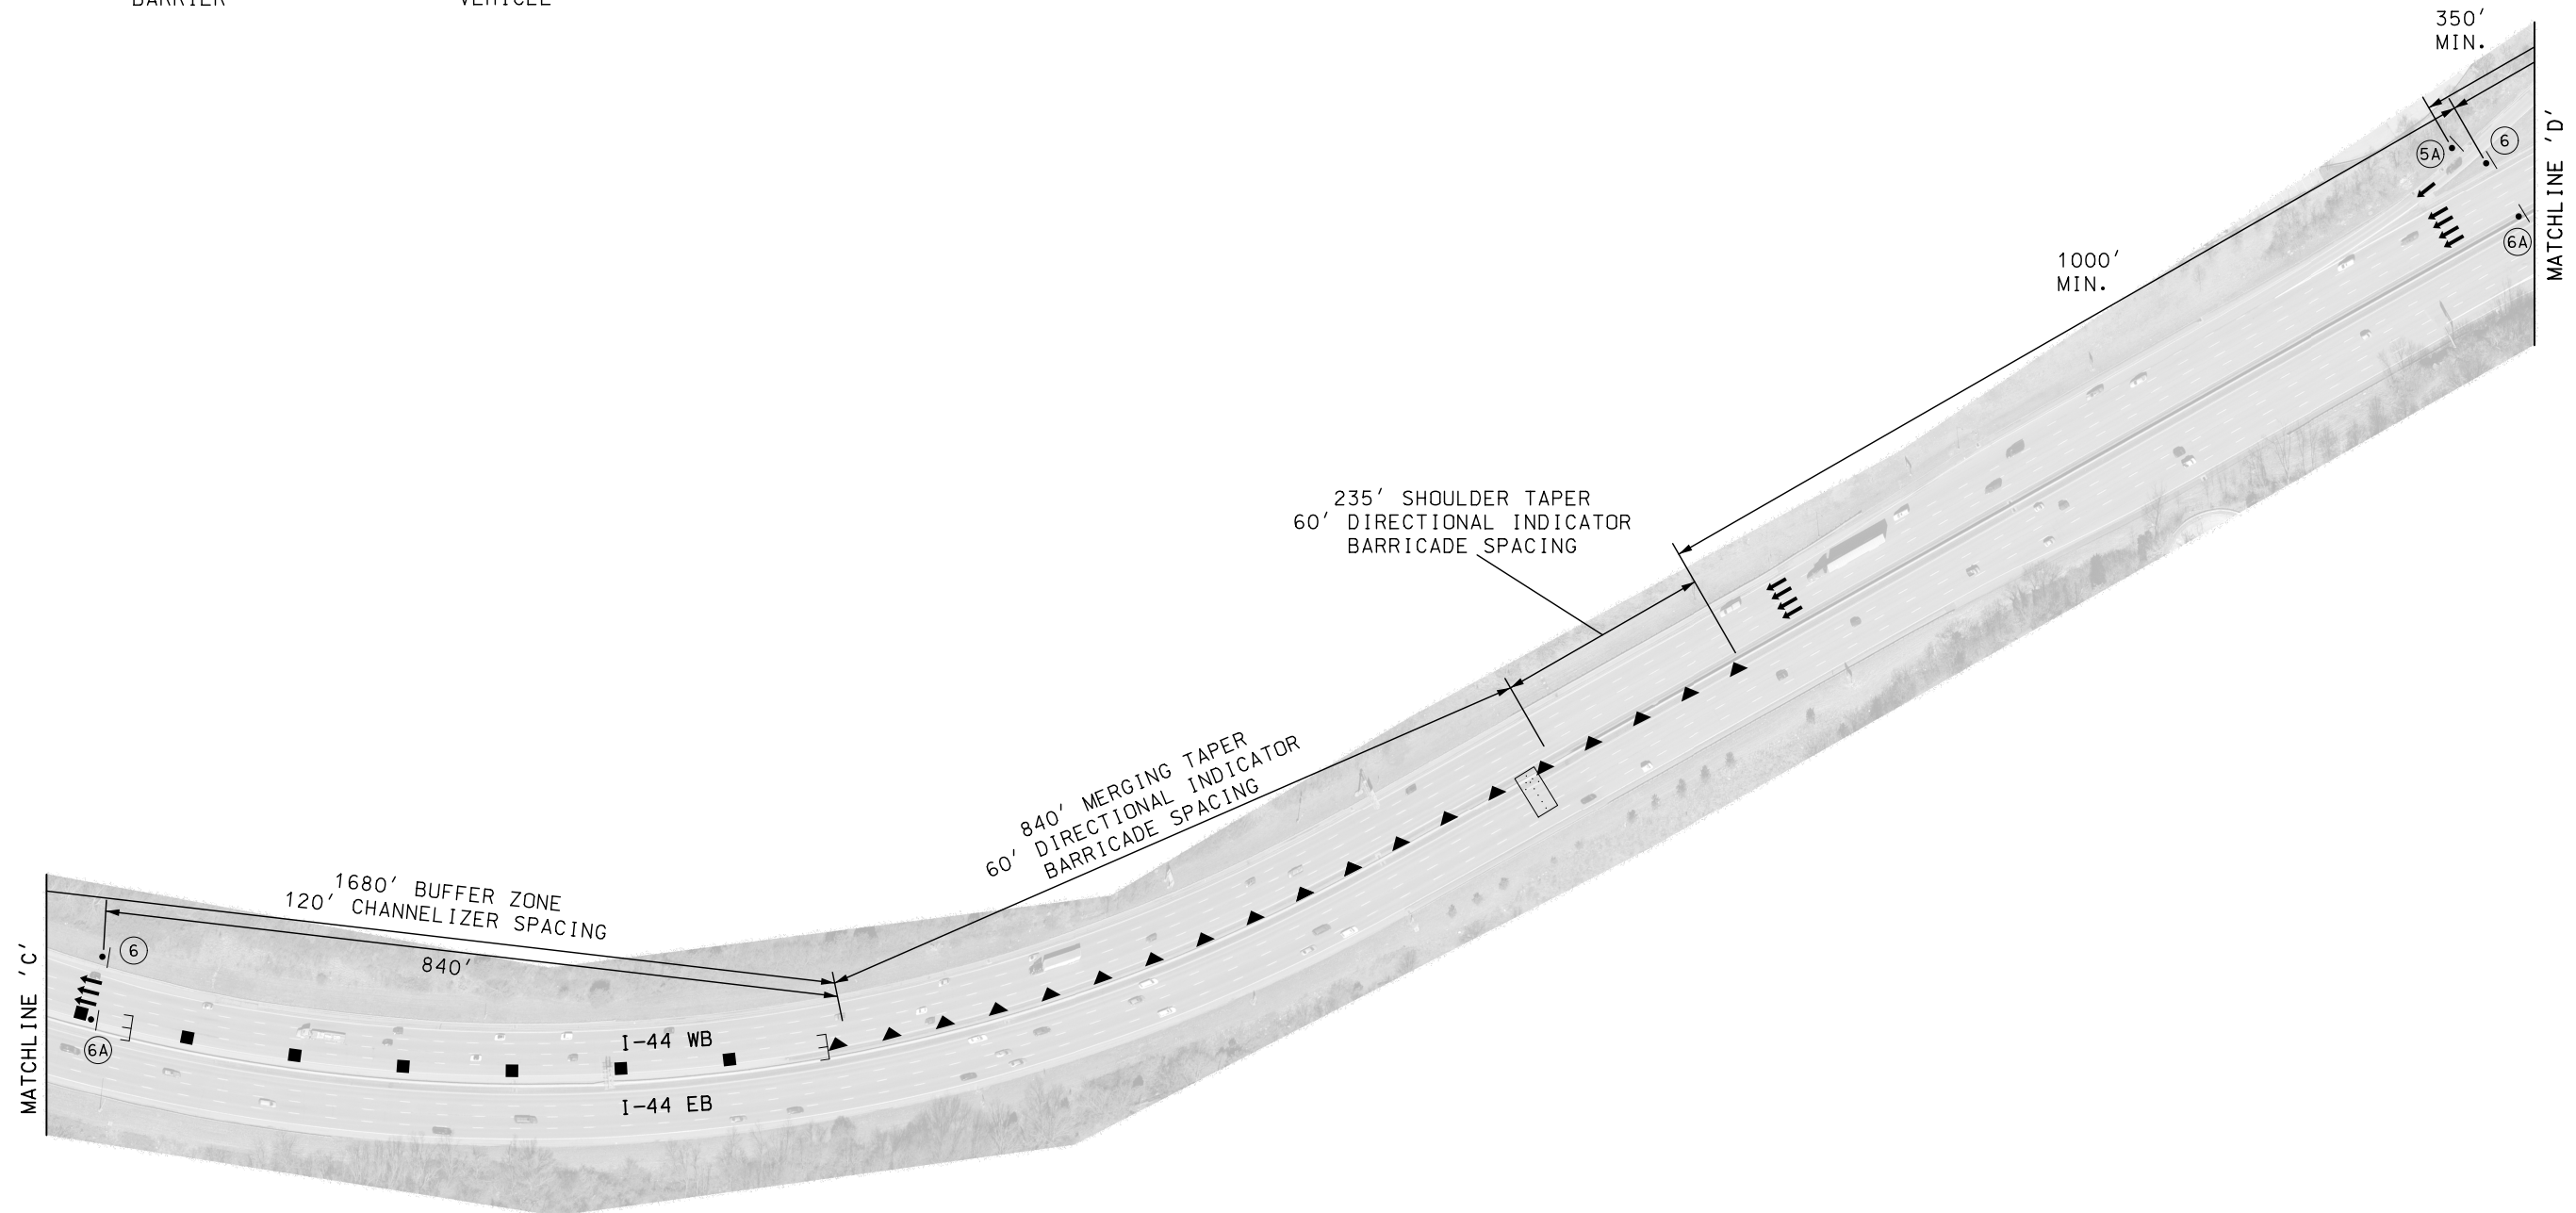 BARRIER
VEHICLE
350'
MIN.
5A
6
6A
MATCHLINE 'D'
1000'
MIN.
235' SHOULDER TAPER
60' DIRECTIONAL INDICATOR
BARRICADE SPACING
840' MERGING TAPER
60' DIRECTIONAL INDICATOR
BARRICADE SPACING
1680' BUFFER ZONE
120' CHANNELIZER SPACING
840'
6
6A
MATCHLINE 'C'
I-44 WB
I-44 EB